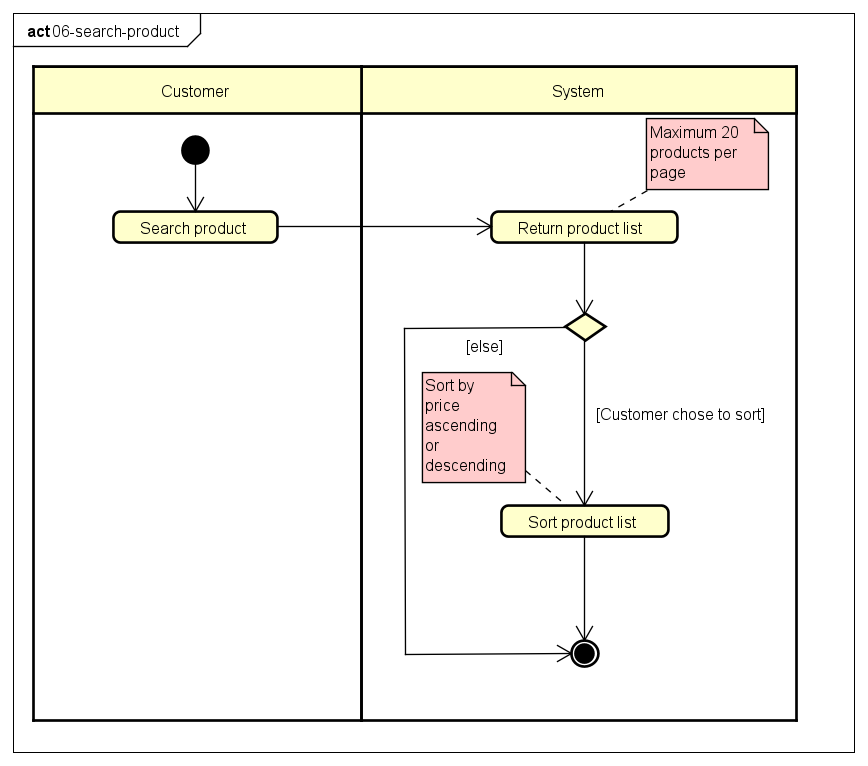 act 06-search-product
Customer
System
Maximum 20
products per
page
Search product
Return product list
[else]
Sort by
price
ascending
or
descending
[Customer chose to sort]
Sort product list